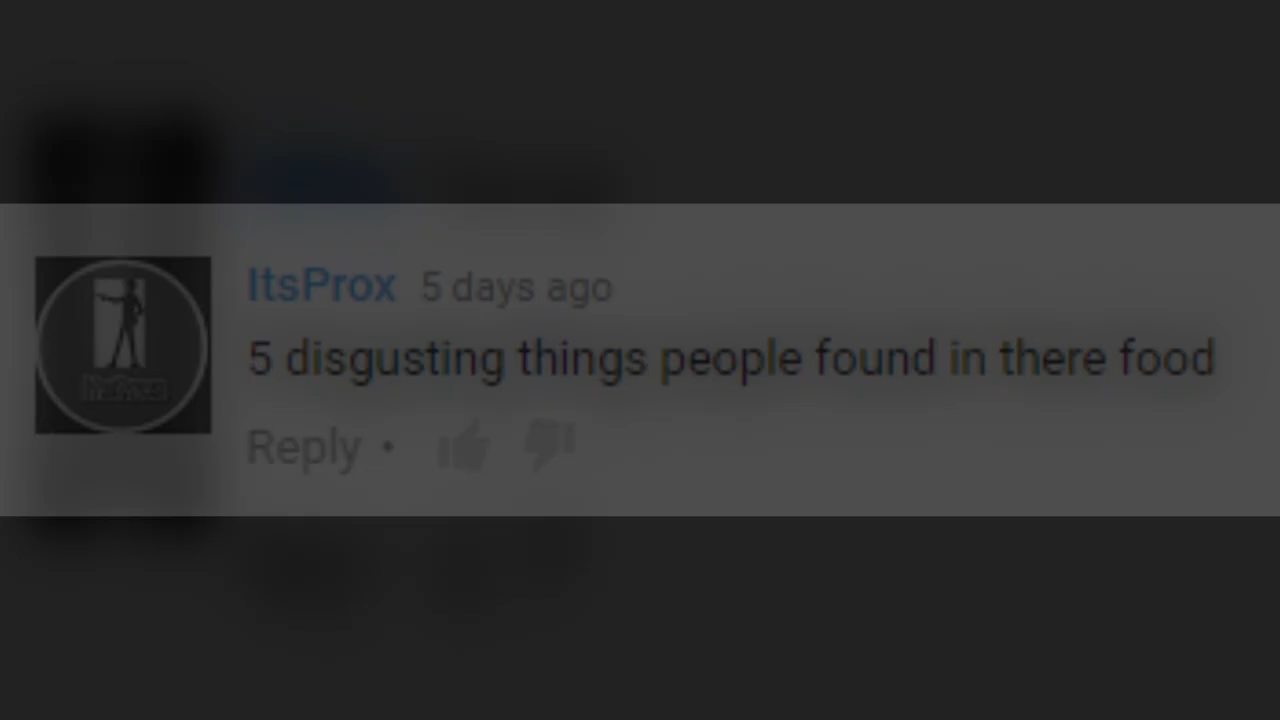 ItsProx 5 days ago
5 disgusting things people found in there food
Reply •